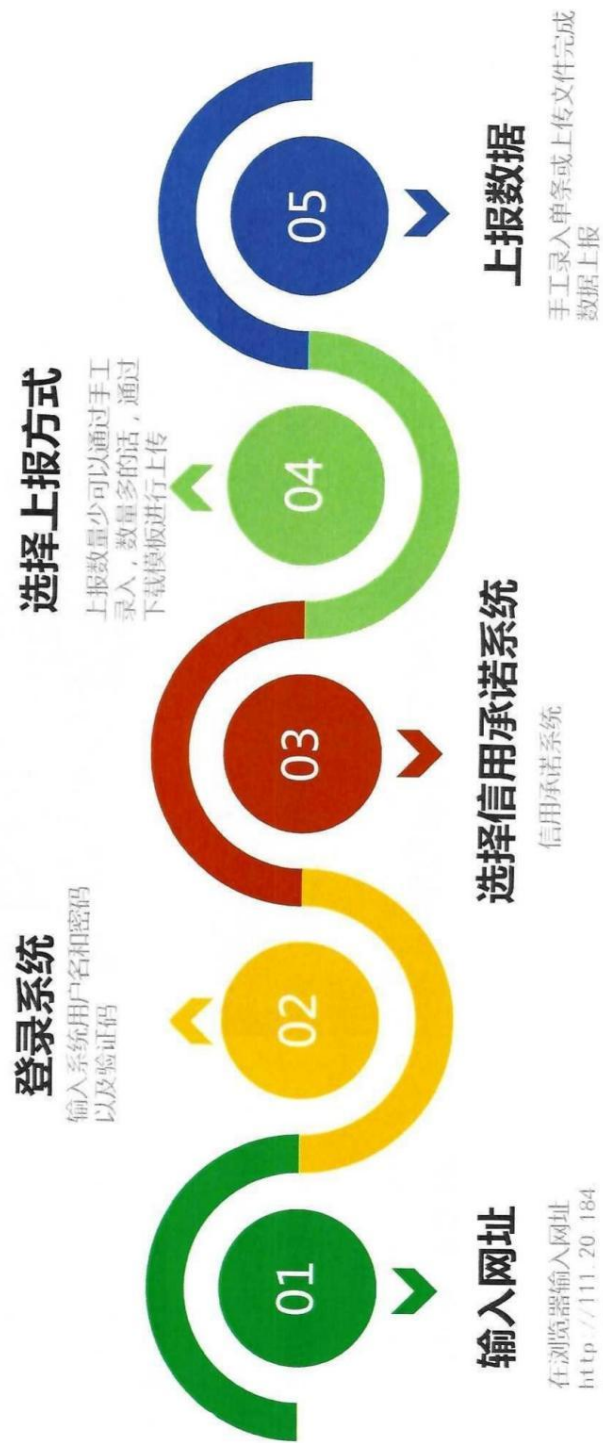 01
输入网址
在浏览器输入网址
http://111.20.184
02
登录系统
输入系统用户名和密码
以及验证码
03
选择信用承诺系统
信用承诺系统
04
选择上报方式
上报数量少可以通过手工
录入，数量多的话，通过
下载模板进行上传
05
上报数据
手工录入单条或上传文件完成
数据上报